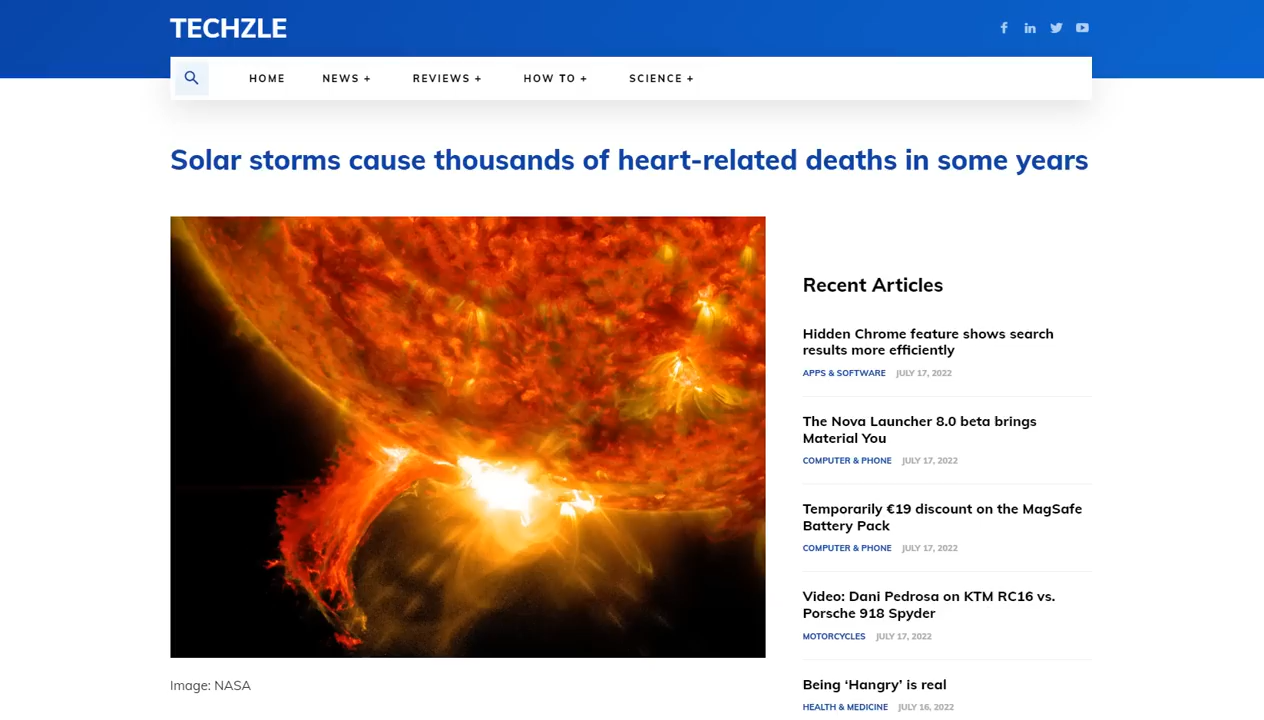 TECHZLE
HOME
NEWS +
REVIEWS +
HOW TO +
SCIENCE +
Solar storms cause thousands of heart-related deaths in some years
Image: NASA
Recent Articles
Hidden Chrome feature shows search
results more efficiently
APPS & SOFTWARE JULY 17, 2022
The Nova Launcher 8.0 beta brings
Material You
COMPUTER & PHONE JULY 17, 2022
Temporarily €19 discount on the MagSafe
Battery Pack
COMPUTER & PHONE JULY 17, 2022
Video: Dani Pedrosa on KTM RC16 vs.
Porsche 918 Spyder
MOTORCYCLES JULY 17, 2022
Being ‘Hangry’ is real
HEALTH & MEDICINE JULY 16, 2022